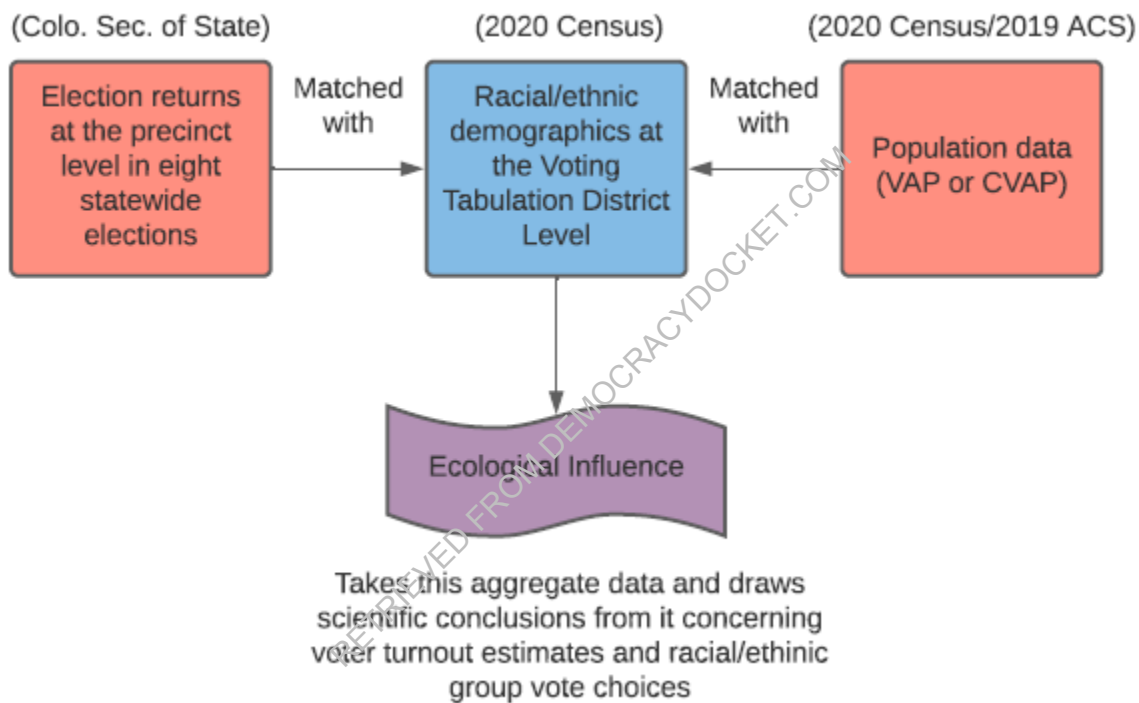 (Colo. Sec. of State)
(2020 Census)
(2020 Census/2019 ACS)
Election returns
at the precinct
level in eight
statewide
elections
Matched
with
Racial/ethnic
demographics at
the Voting
Tabulation District
Level
Matched
with
Population data
(VAP or CVAP)
Ecological Influence
Takes this aggregate data and draws
scientific conclusions from it concerning
voter turnout estimates and racial/ethinic
group vote choices
RETRIEVED FROM DEMOCRACYDOCKET.COM